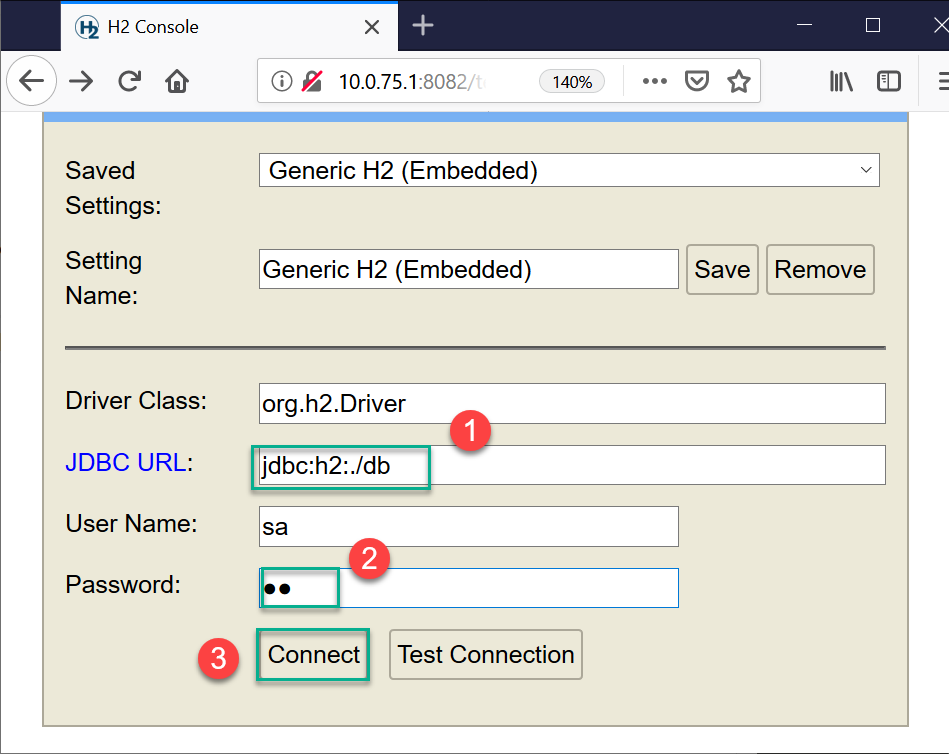 H2 H2 Console
10.0.75.1:8082/t
140%
Saved Settings:
Generic H2 (Embedded)
Setting Name:
Generic H2 (Embedded)
Save
Remove
Driver Class:
org.h2.Driver
1
JDBC URL:
jdbc:h2:./db
User Name:
sa
2
Password:
●●
3
Connect
Test Connection